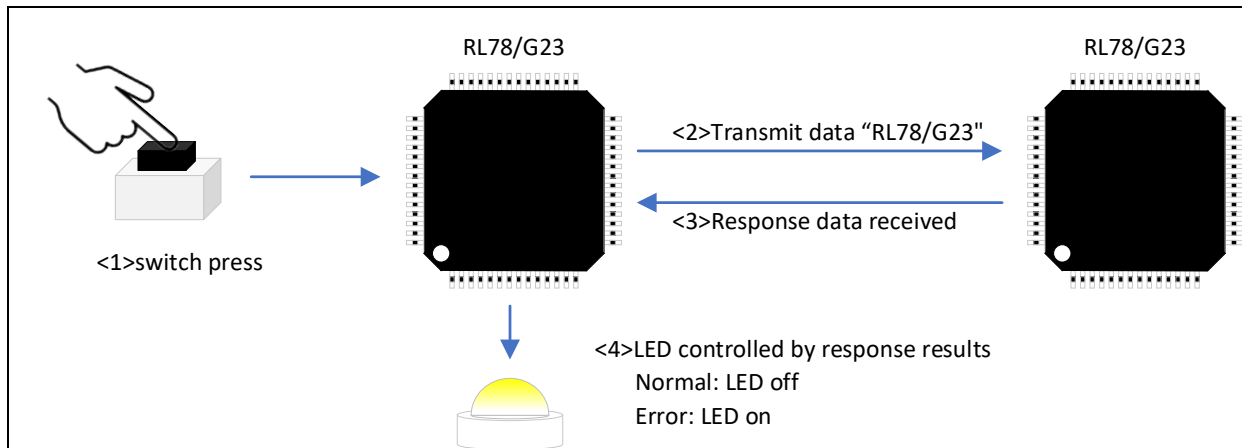 RL78/G23
RL78/G23
<2>Transmit data “RL78/G23"
<3>Response data received
<1>switch press
<4>LED controlled by response results
Normal: LED off
Error: LED on